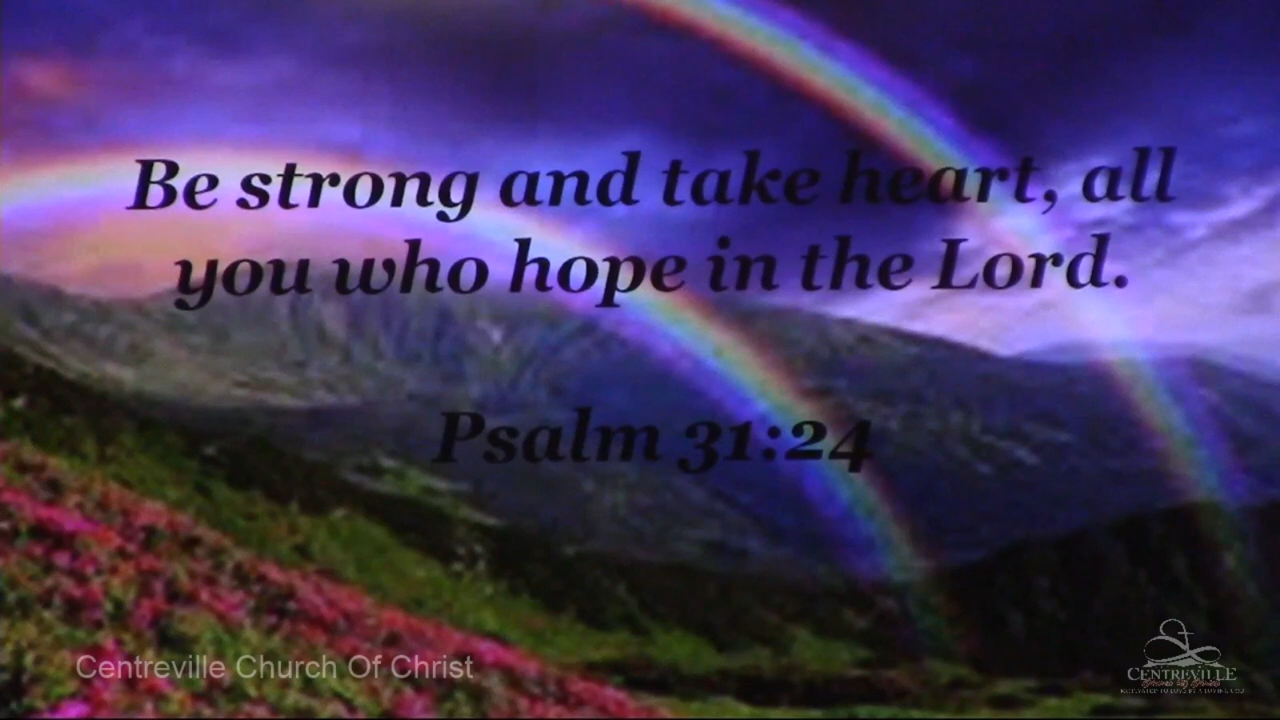 Be strong and take heart, all
you who hope in the Lord.
Psalm 31:24
Centreville Church Of Christ
CENTREVILLE